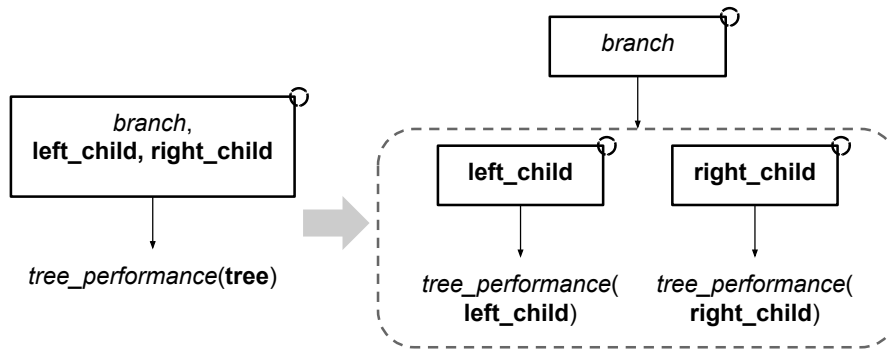 branch,
left_child, right_child
tree_performance(tree)
branch
left_child
right_child
tree_performance(
left_child)
tree_performance(
right_child)